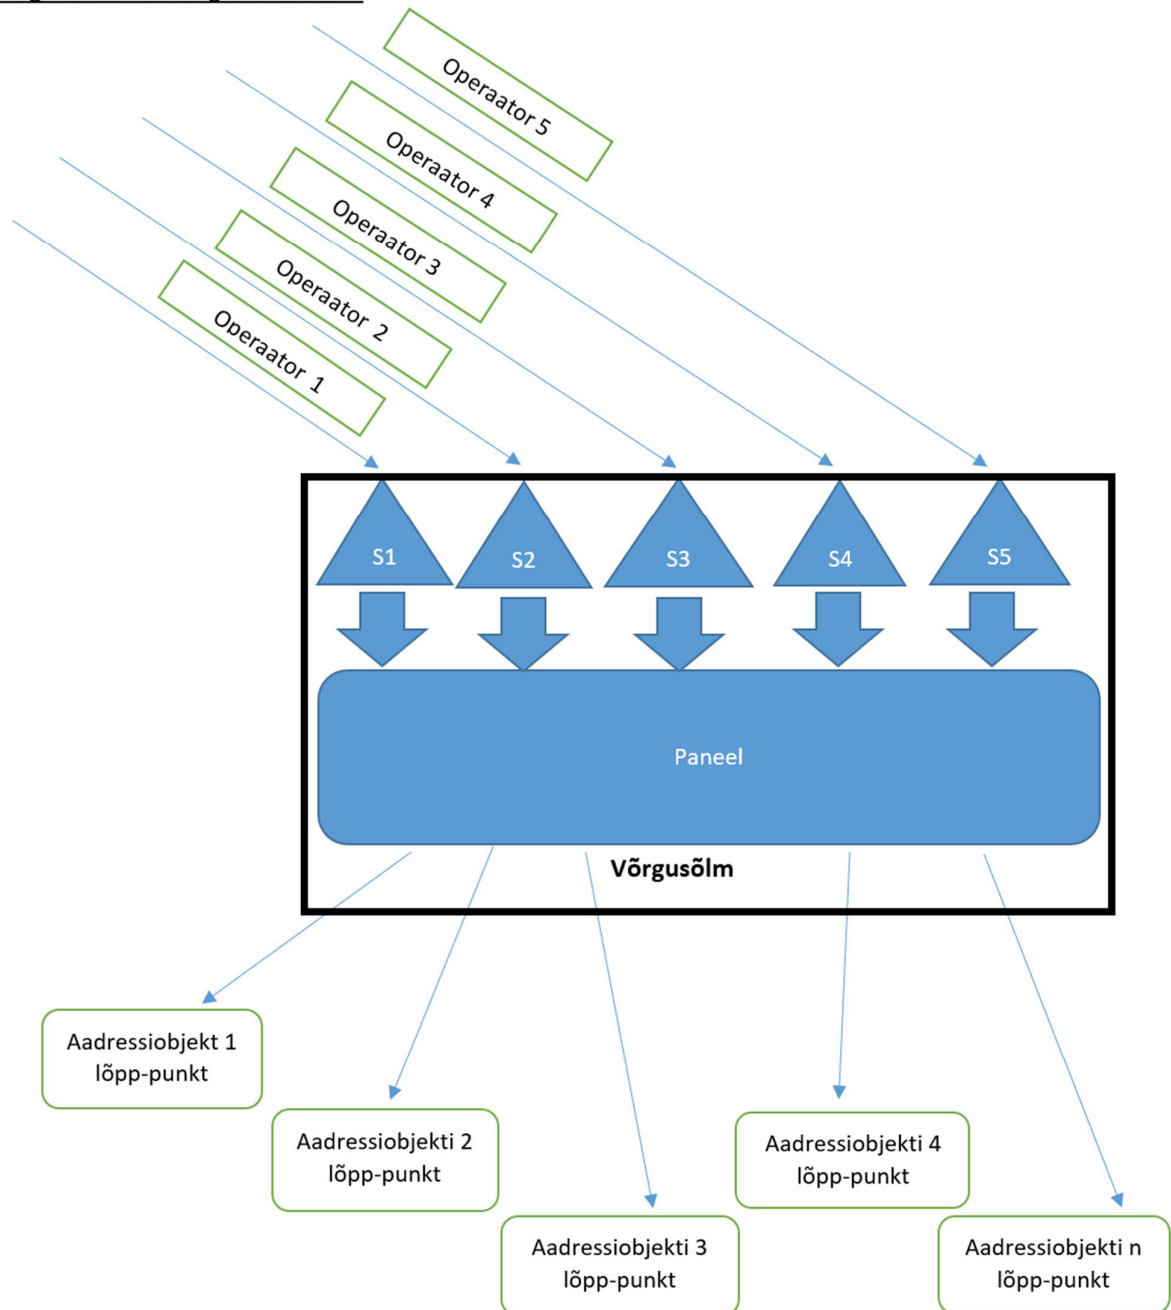 Operaator 5
Operaator 4
Operaator 3
Operaator 2
Operaator 1
S1
S2
S3
S4
S5
Paneel
Võrgusõlm
Aadressiobjekt 1
lõpp-punkt
Aadressiobjekti 2
lõpp-punkt
Aadressiobjekti 3
lõpp-punkt
Aadressiobjekti 4
lõpp-punkt
Aadressiobjekti n
lõpp-punkt